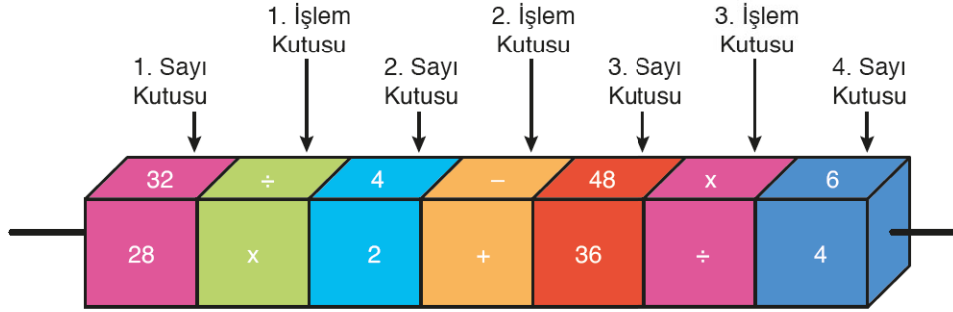 1. İşlem
Kutusu
2. İşlem
Kutusu
3. İşlem
Kutusu
1. Sayı
Kutusu
2. Sayı
Kutusu
3. Sayı
Kutusu
4. Sayı
Kutusu
32 ÷ 4 – 48 x 6
28 x 2 + 36 ÷ 4